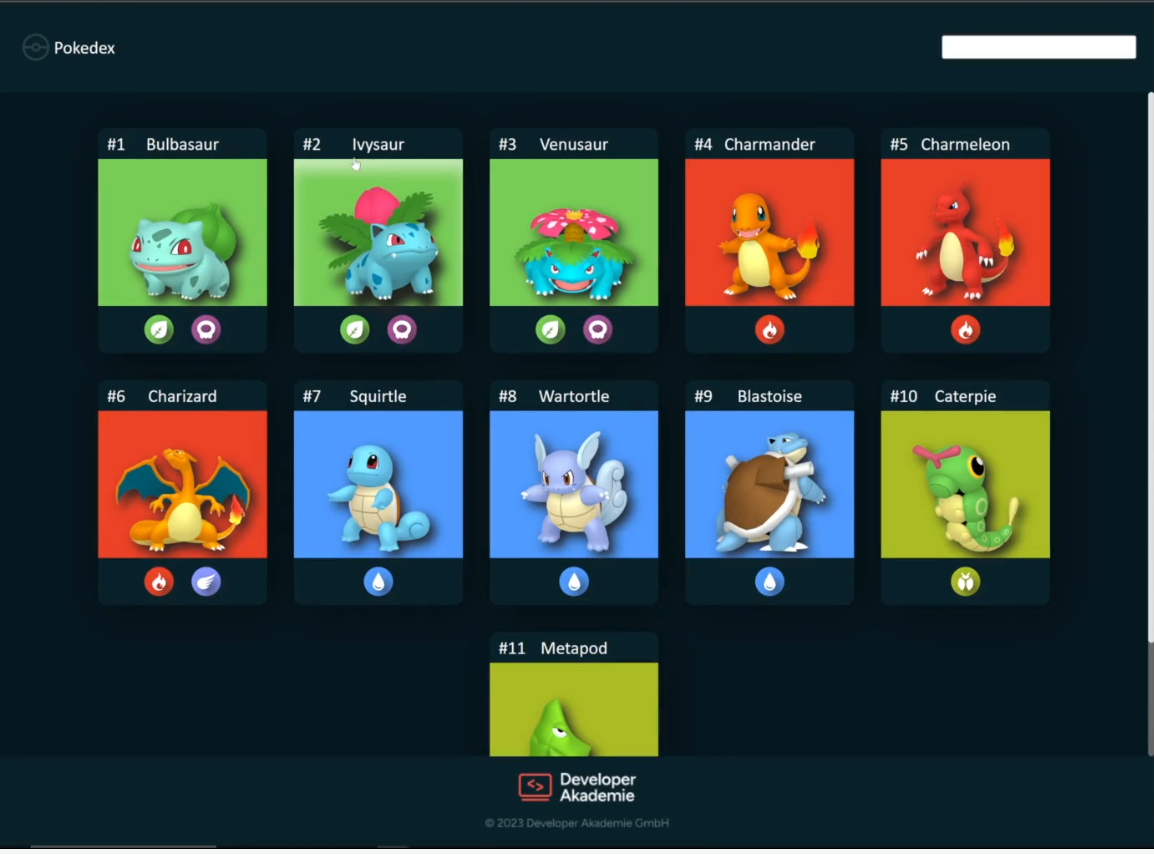 Pokedex
#1 Bulbasaur
#2 Ivysaur
#3 Venusaur
#4 Charmander
#5 Charmeleon
#6 Charizard
#7 Squirtle
#8 Wartortle
#9 Blastoise
#10 Caterpie
#11 Metapod
Developer
Akademie
© 2023 Developer Akademie GmbH